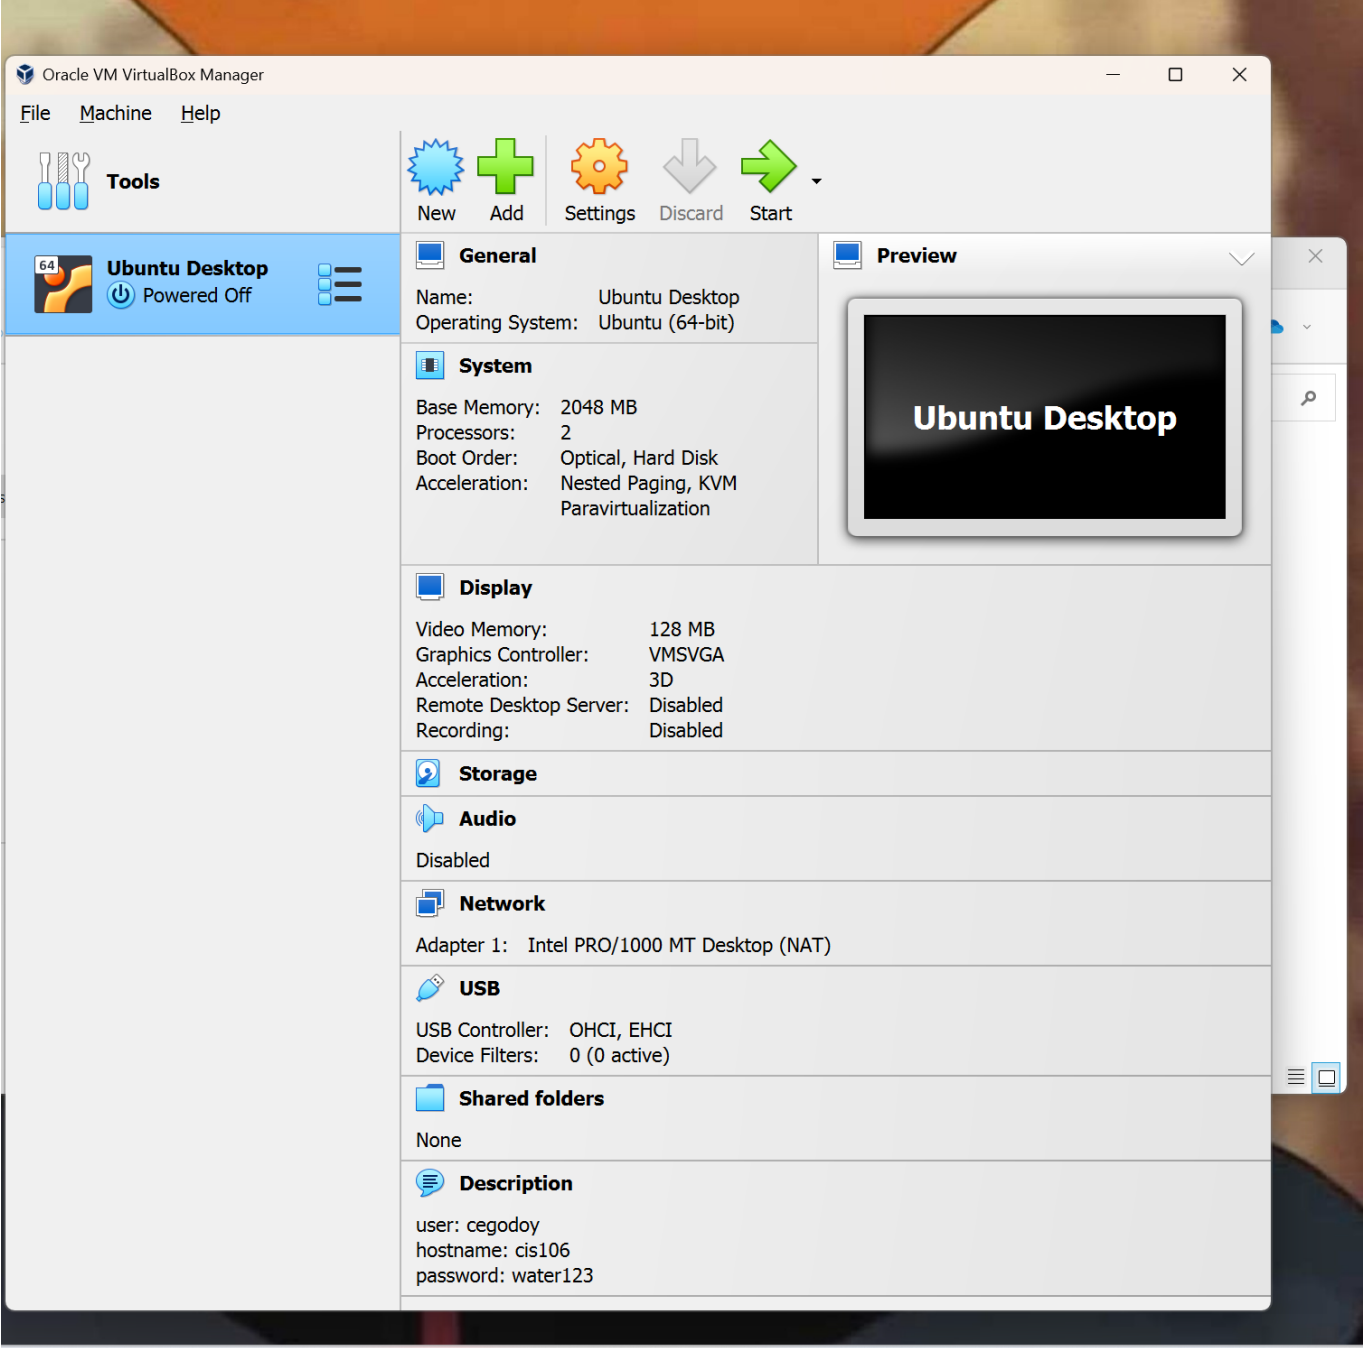 Oracle VM VirtualBox Manager
File Machine Help
Tools
New Add Settings Discard Start
64
Ubuntu Desktop
Powered Off
General
Name: Ubuntu Desktop
Operating System: Ubuntu (64-bit)
System
Base Memory: 2048 MB
Processors: 2
Boot Order: Optical, Hard Disk
Acceleration: Nested Paging, KVM
Paravirtualization
Preview
Ubuntu Desktop
Display
Video Memory: 128 MB
Graphics Controller: VMSVGA
Acceleration: 3D
Remote Desktop Server: Disabled
Recording: Disabled
Storage
Audio
Disabled
Network
Adapter 1: Intel PRO/1000 MT Desktop (NAT)
USB
USB Controller: OHCI, EHCI
Device Filters: 0 (0 active)
Shared folders
None
Description
user: cegodoy
hostname: cis106
password: water123